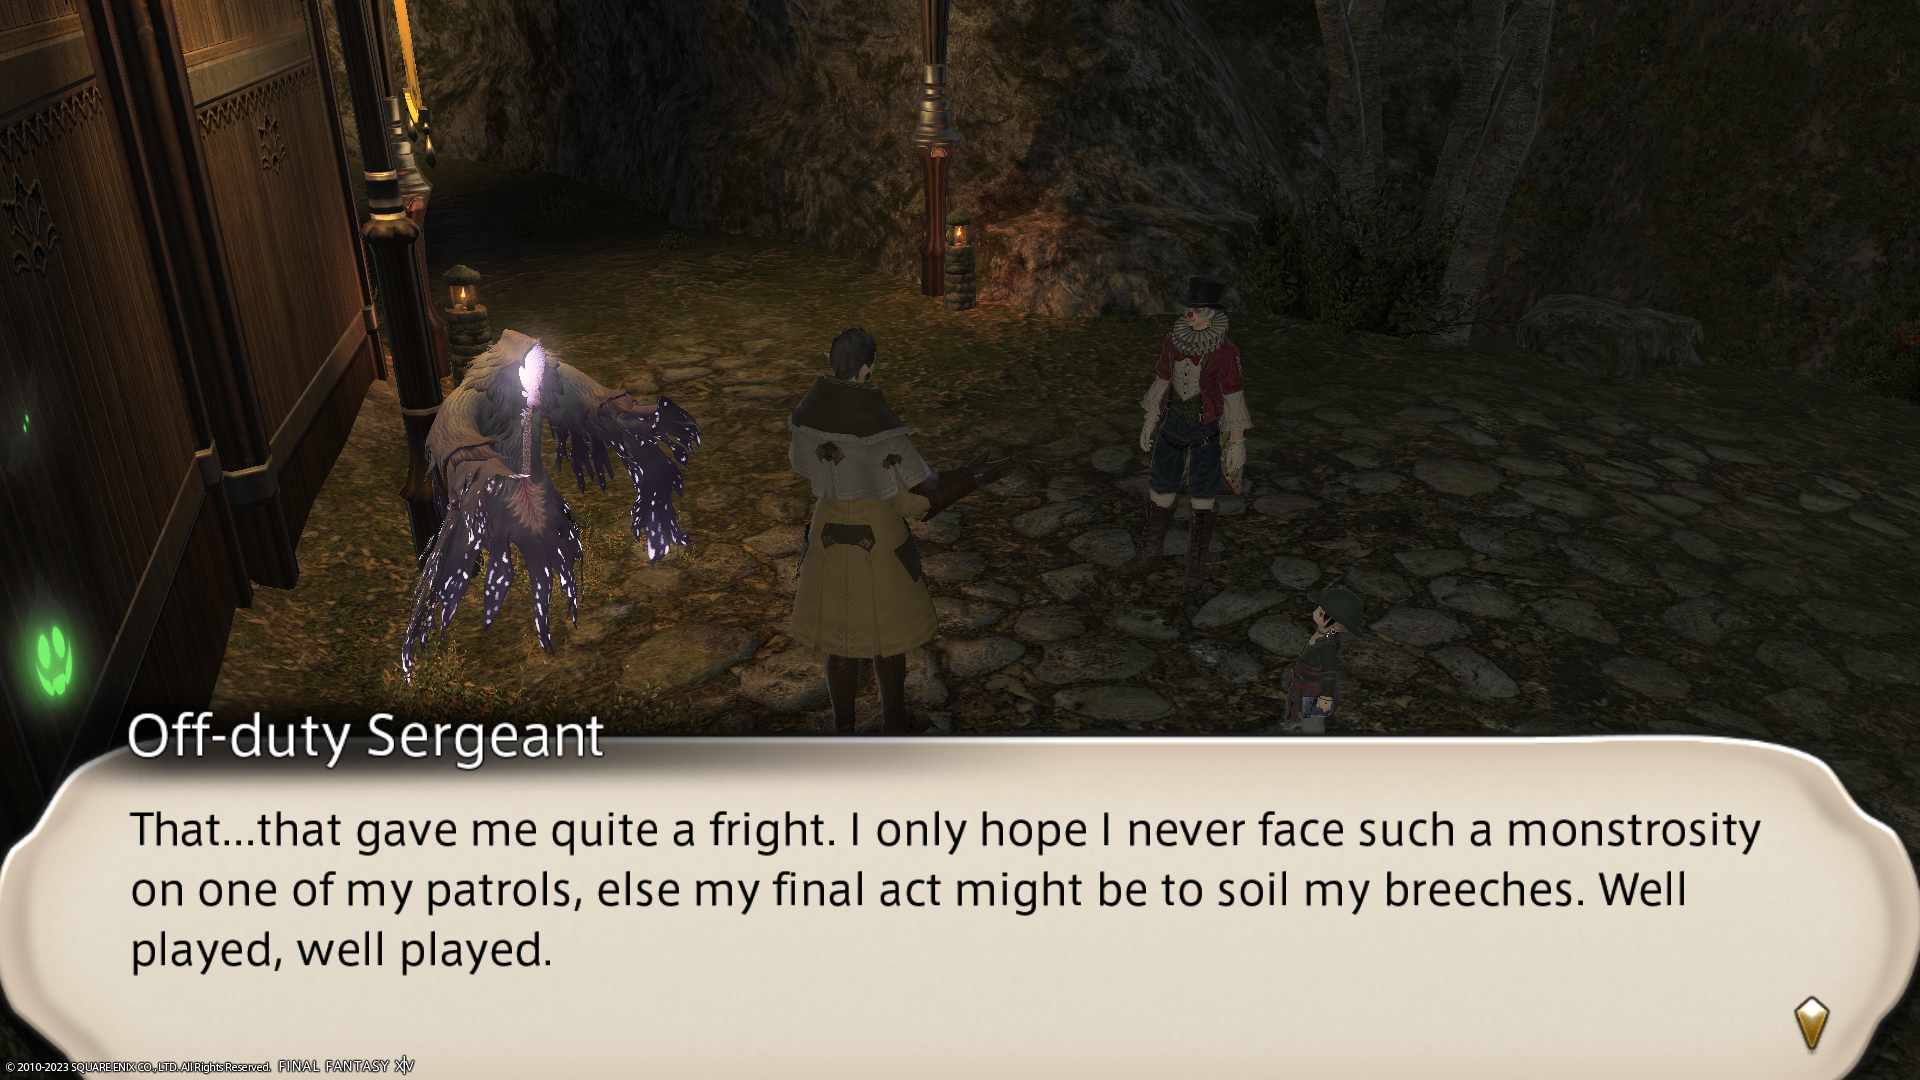 Off-duty Sergeant
That...that gave me quite a fright. I only hope I never face such a monstrosity
on one of my patrols, else my final act might be to soil my breeches. Well
played, well played.
© 2010-2023 SQUARE ENIX CO., LTD. All Rights Reserved. FINAL FANTASY XIV